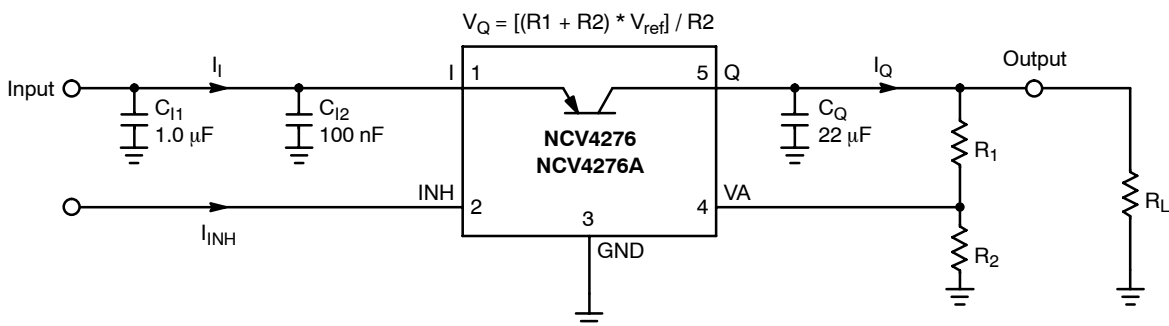 V_Q = [(R1 + R2) * V_ref] / R2
Input
I_I
I
1
5
Q
I_Q
Output
C_I1
1.0 μF
C_I2
100 nF
NCV4276
NCV4276A
C_Q
22 μF
R_1
INH
2
4
VA
R_L
I_INH
3
GND
R_2